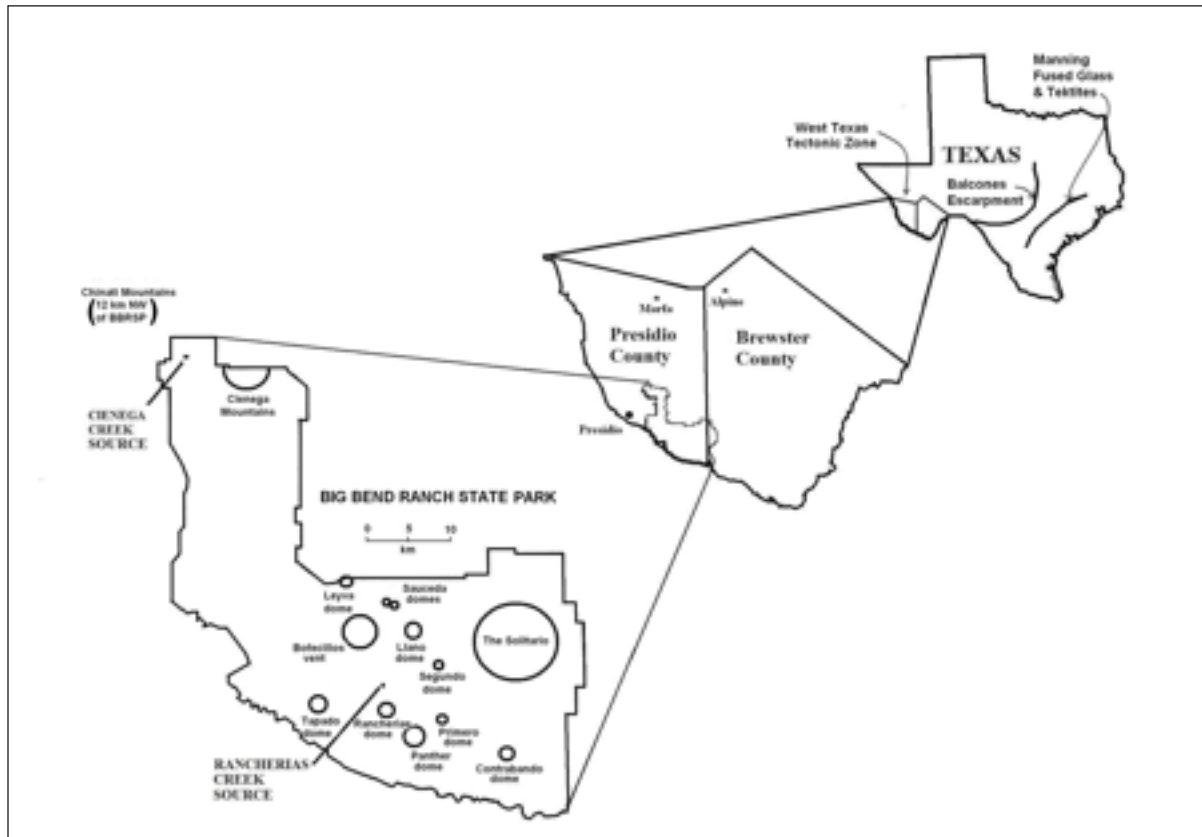 Manning
Fused Glass
& Tektites
West Texas
Tectonic Zone
TEXAS
Balcones
Escarpment
Chinati Mountains
(12 km NW
of BBRSP)
Marfa
Alpine
Presidio
County
Brewster
County
Presidio
Cienega
Mountains
CIENEGA
CREEK
SOURCE
BIG BEND RANCH STATE PARK
0 5 10
km
Leyva
dome
Sauceda
domes
Bofecillos
vent
Llano
dome
The Solitario
Segundo
dome
Tapado
dome
Rancherias
dome
Primero
dome
Panther
dome
Contrabando
dome
RANCHERIAS
CREEK
SOURCE